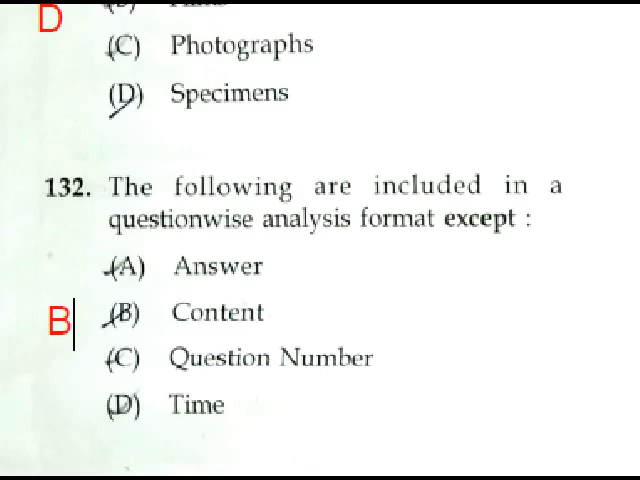 D
(C) Photographs
(D) Specimens
132. The following are included in a
questionwise analysis format except :
(A) Answer
B (B) Content
(C) Question Number
(D) Time